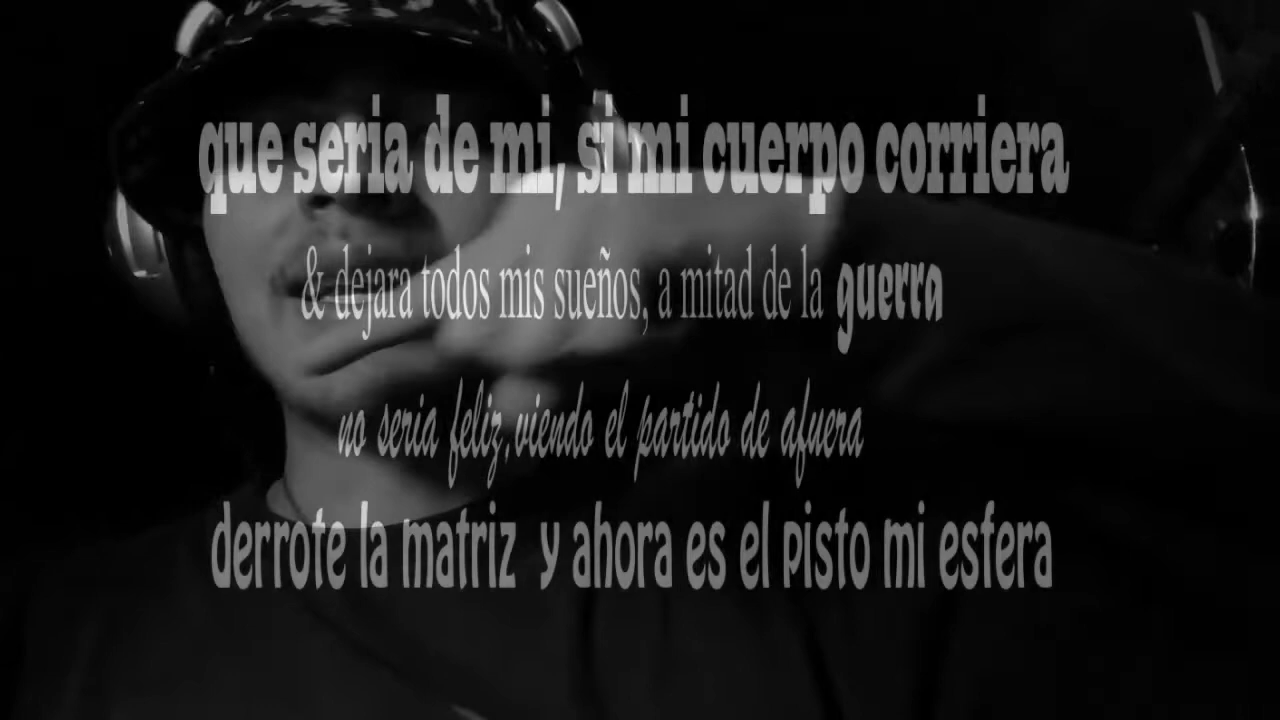 que seria de mi, si mi cuerpo corriera
& dejara todos mis sueños, a mitad de la guerra
no seria feliz, viendo el partido de afuera
derrote la matriz y ahora es el pisto mi esfera